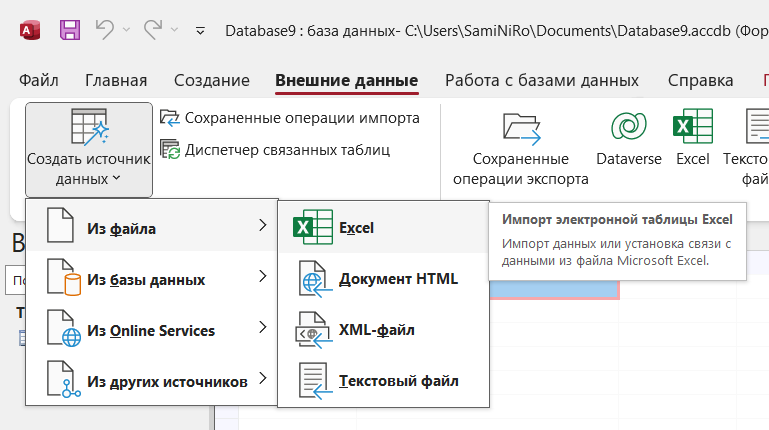 Database9 : база данных- C:\Users\SamiNiRo\Documents\Database9.accdb (Фор
Файл Главная Создание Внешние данные Работа с базами данных Справка
Создать источник данных
Сохраненные операции импорта
Диспетчер связанных таблиц
Сохраненные операции экспорта
Dataverse
Excel
Тексто
фай
Из файла
Из базы данных
Из Online Services
Из других источников
Excel
Документ HTML
XML-файл
Текстовый файл
Импорт электронной таблицы Excel
Импорт данных или установка связи с
данными из файла Microsoft Excel.